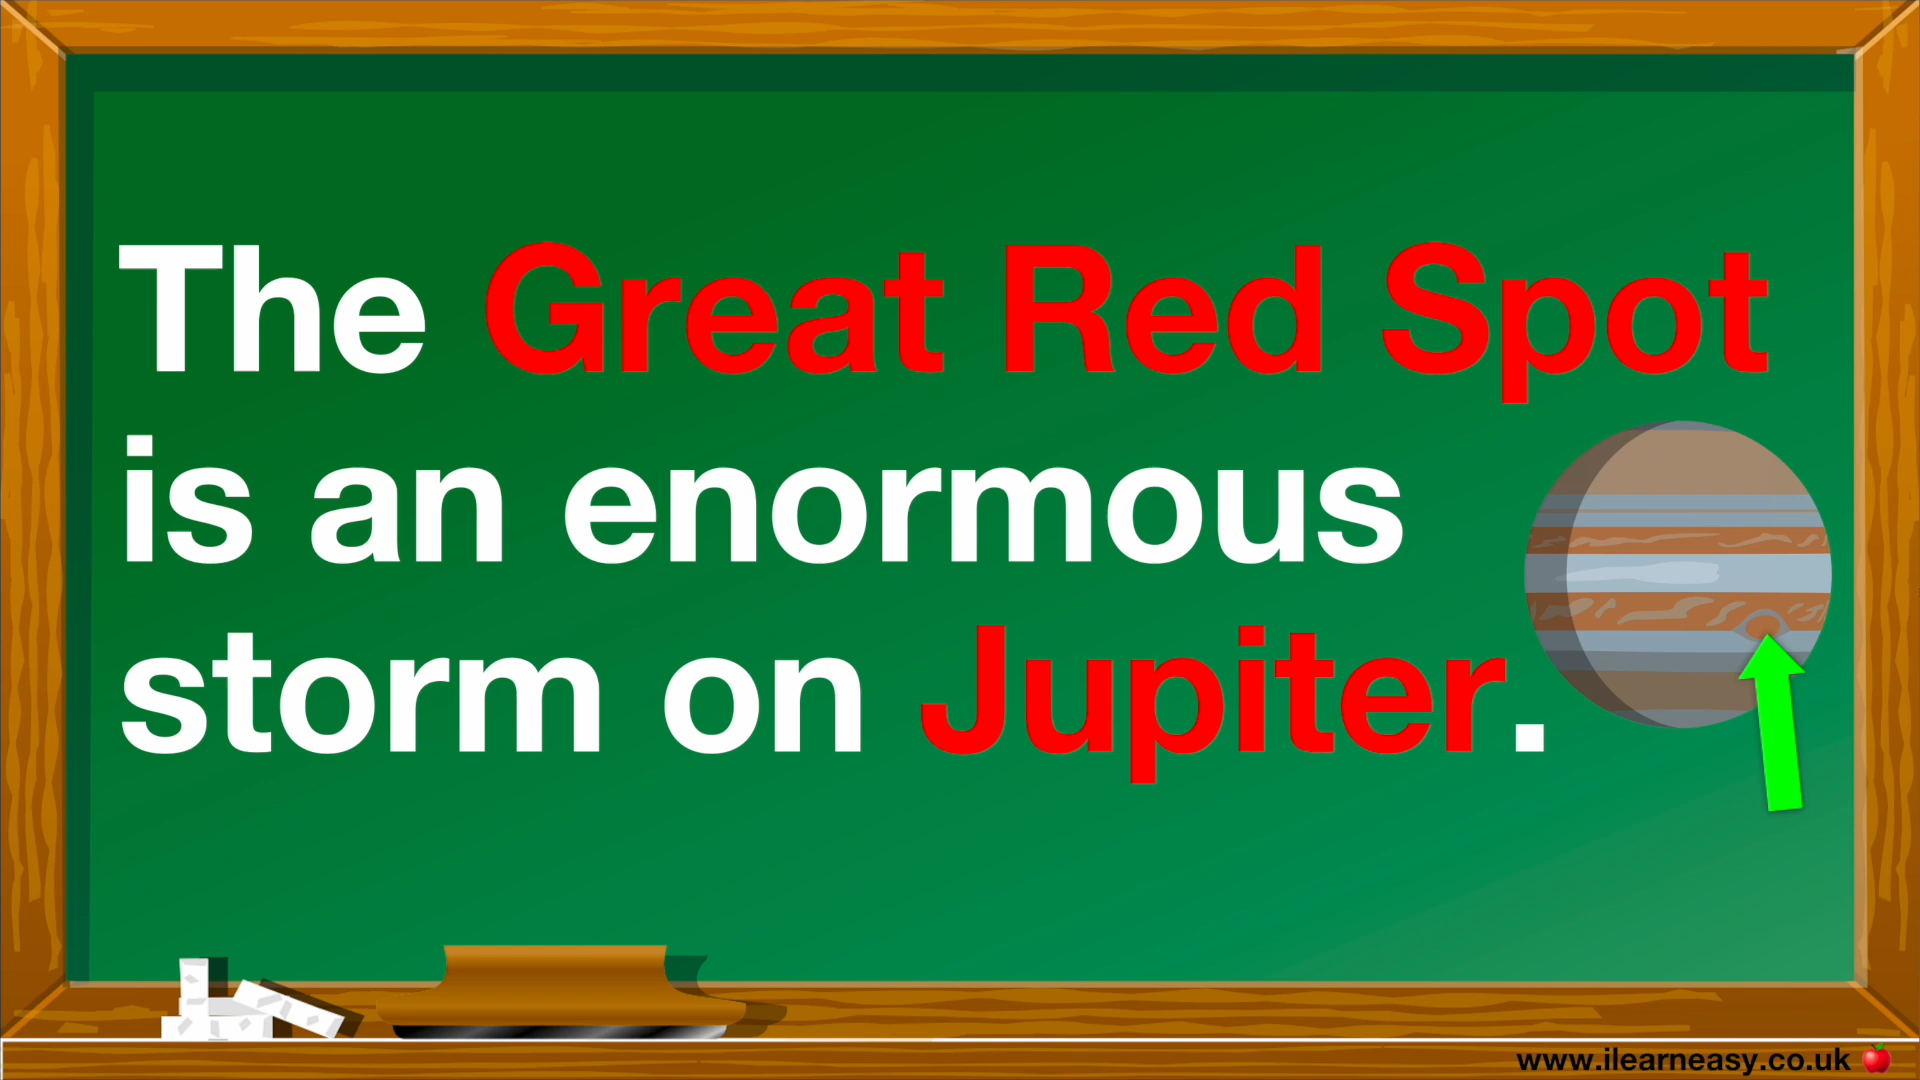 The Great Red Spot
is an enormous
storm on Jupiter.
www.ilearneasy.co.uk